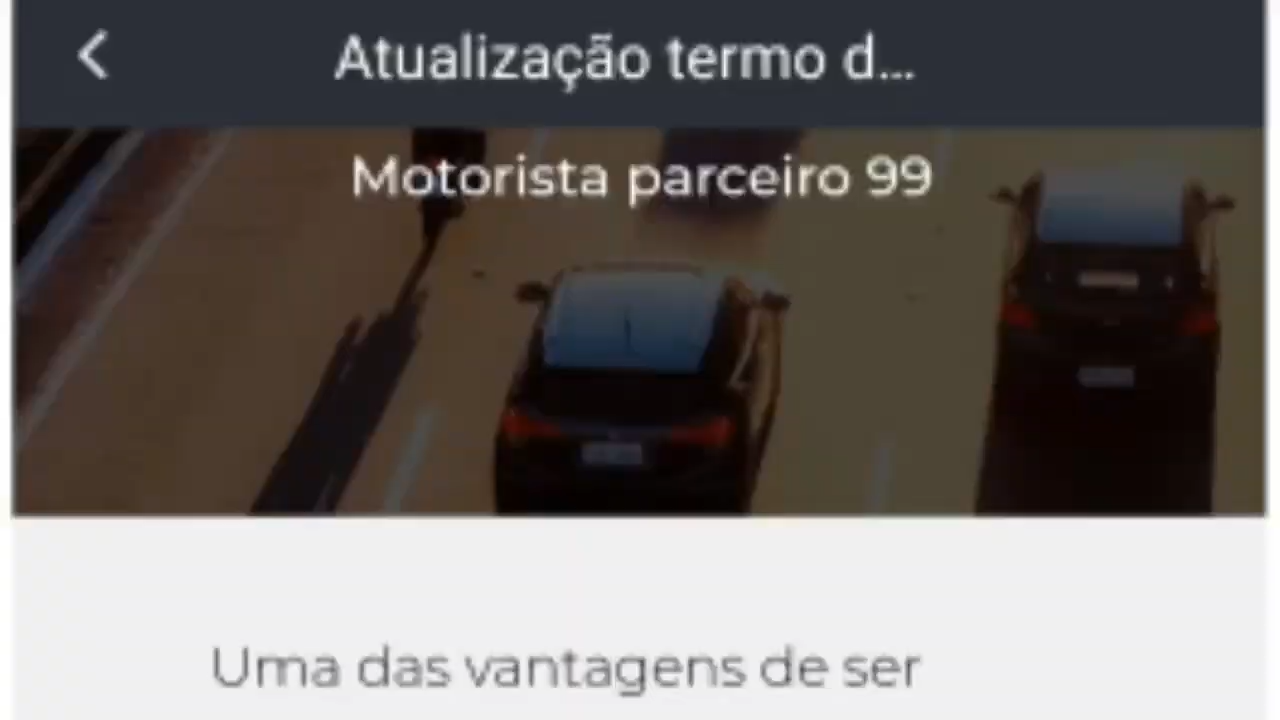 Atualização termo d...
Motorista parceiro 99
Uma das vantagens de ser